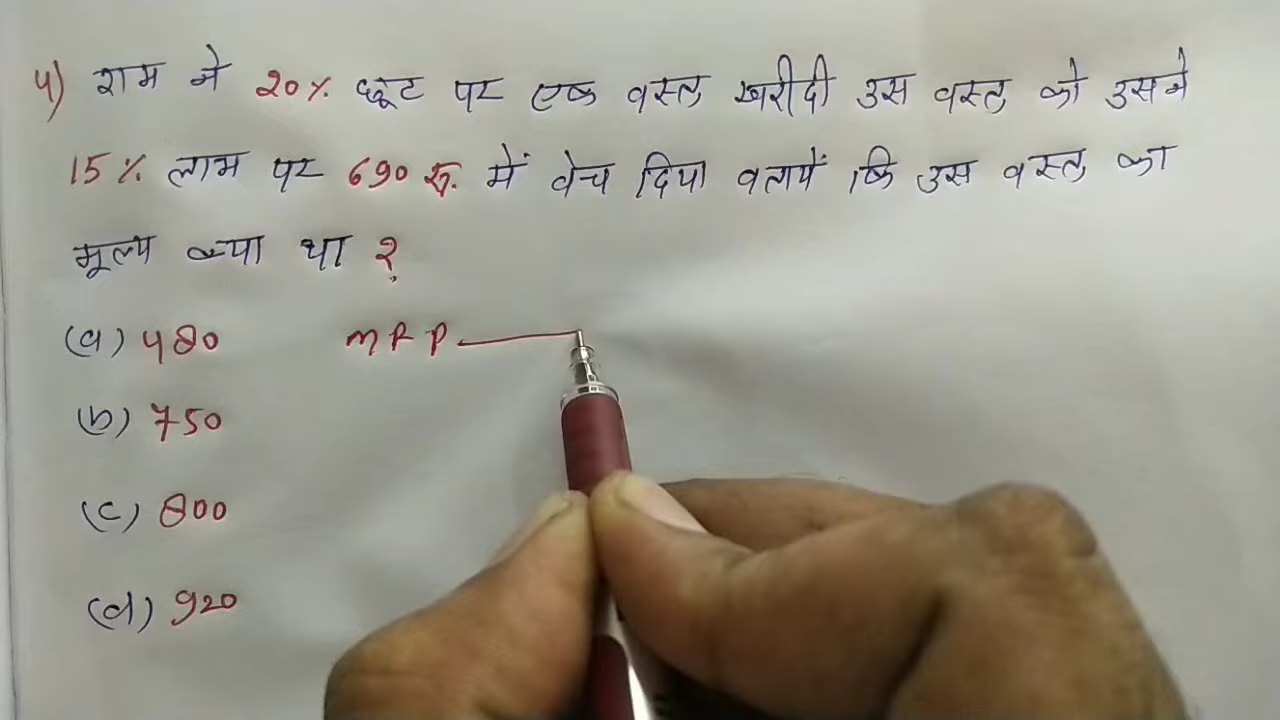 4) राम ने 20% छूट पर एक वस्तु खरीदी उस वस्तु को उसने
15% लाभ पर 690 रु. में बेच दिया बतायें कि उस वस्तु का
मूल्य क्या था ?
(a) 480 MRP
(b) 750
(c) 800
(d) 920